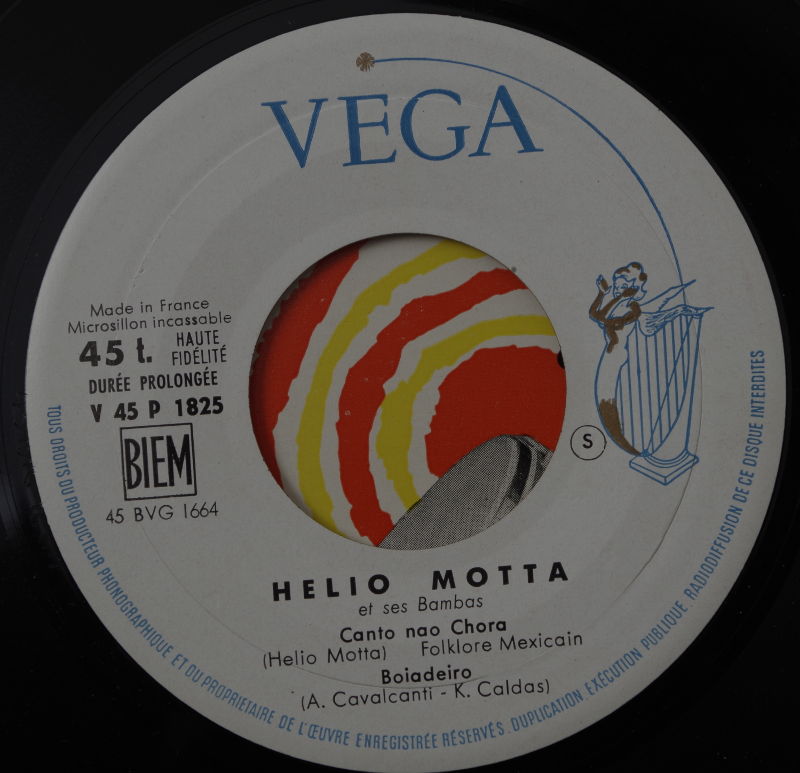 VEGA
Made in France
Microsillon incassable
45 t. HAUTE FIDÉLITÉ
DURÉE PROLONGÉE
V 45 P 1825
BIEM
45 BVG 1664
S
HELIO MOTTA
et ses Bambas
Canto nao Chora
(Helio Motta) Folklore Mexicain
Boiadeiro
(A. Cavalcanti - K. Caldas)
TOUS DROITS DU PRODUCTEUR PHONOGRAPHIQUE ET DU PROPRIETAIRE DE L'ŒUVRE ENREGISTRÉE RÉSERVÉS. DUPLICATION EXÉCUTION PUBLIQUE RADIODIFFUSION DE CE DISQUE INTERDITES